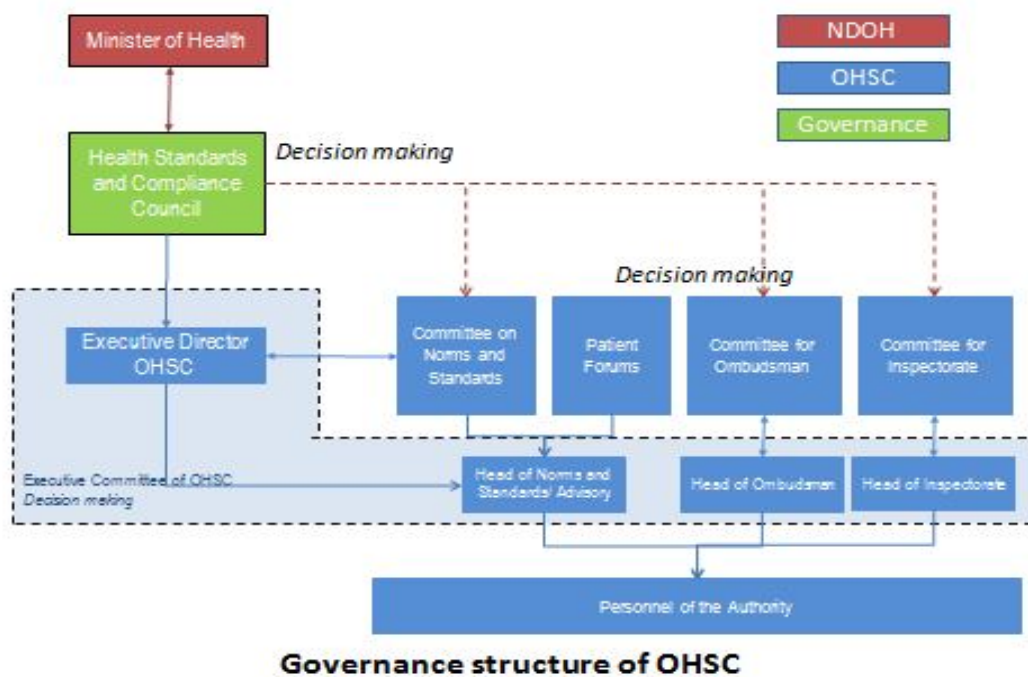 Minister of Health
NDOH
OHSC
Governance
Health Standards
and Compliance
Council
Decision making
Decision making
Executive Director
OHSC
Committee on
Norms and
Standards
Patient
Forums
Committee for
Ombudsman
Committee for
Inspectorate
Executive Committee of OHSC
Decision making
Head of Norms and
Standards/ Advisory
Head of Ombudsman
Head of Inspectorate
Personnel of the Authority
Governance structure of OHSC